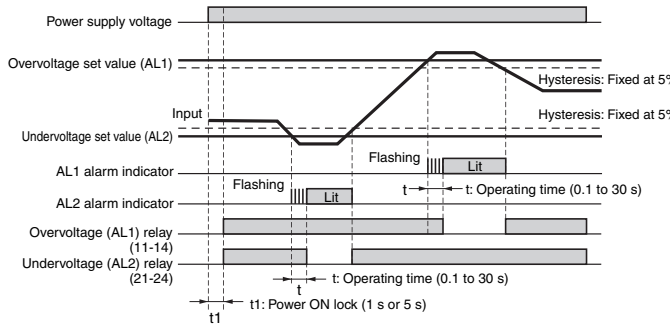 Power supply voltage
Overvoltage set value (AL1)
Hysteresis: Fixed at 5%
Input
Hysteresis: Fixed at 5%
Undervoltage set value (AL2)
Flashing
Lit
AL1 alarm indicator
t
t: Operating time (0.1 to 30 s)
Flashing
Lit
AL2 alarm indicator
Overvoltage (AL1) relay
(11-14)
Undervoltage (AL2) relay
(21-24)
t: Operating time (0.1 to 30 s)
t
t1: Power ON lock (1 s or 5 s)
t1